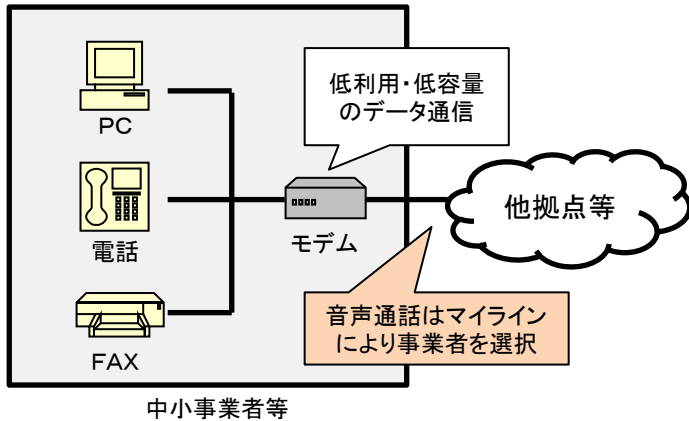 低利用・低容量
のデータ通信
PC
電話
モデム
他拠点等
音声通話はマイライン
により事業者を選択
FAX
中小事業者等